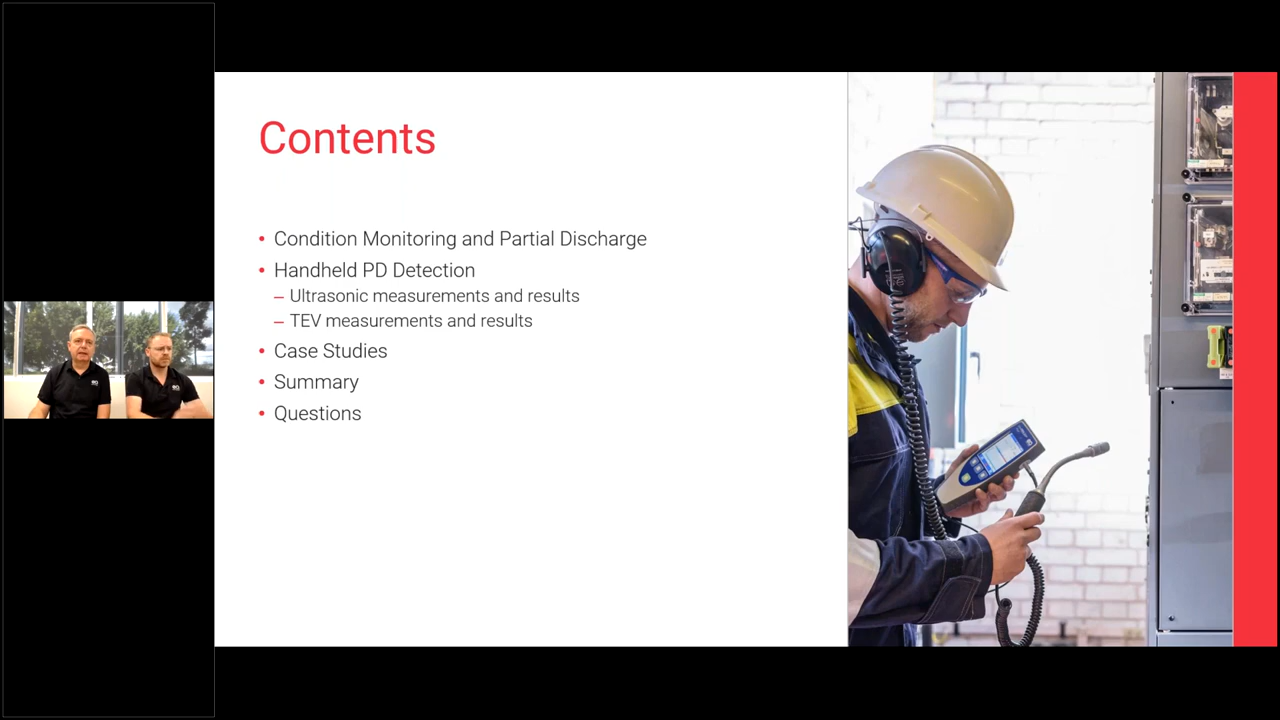 Contents
• Condition Monitoring and Partial Discharge
• Handheld PD Detection
– Ultrasonic measurements and results
– TEV measurements and results
• Case Studies
• Summary
• Questions